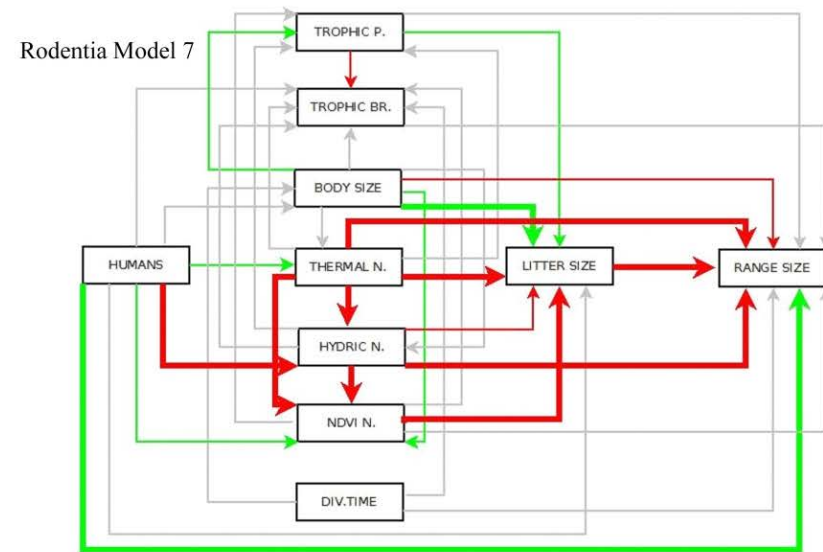 TROPHIC P.
Rodentia Model 7
TROPHIC BR.
BODY SIZE
HUMANS
THERMAL N.
LITTER SIZE
RANGE SIZE
HYDRIC N.
NDVI N.
DIV.TIME